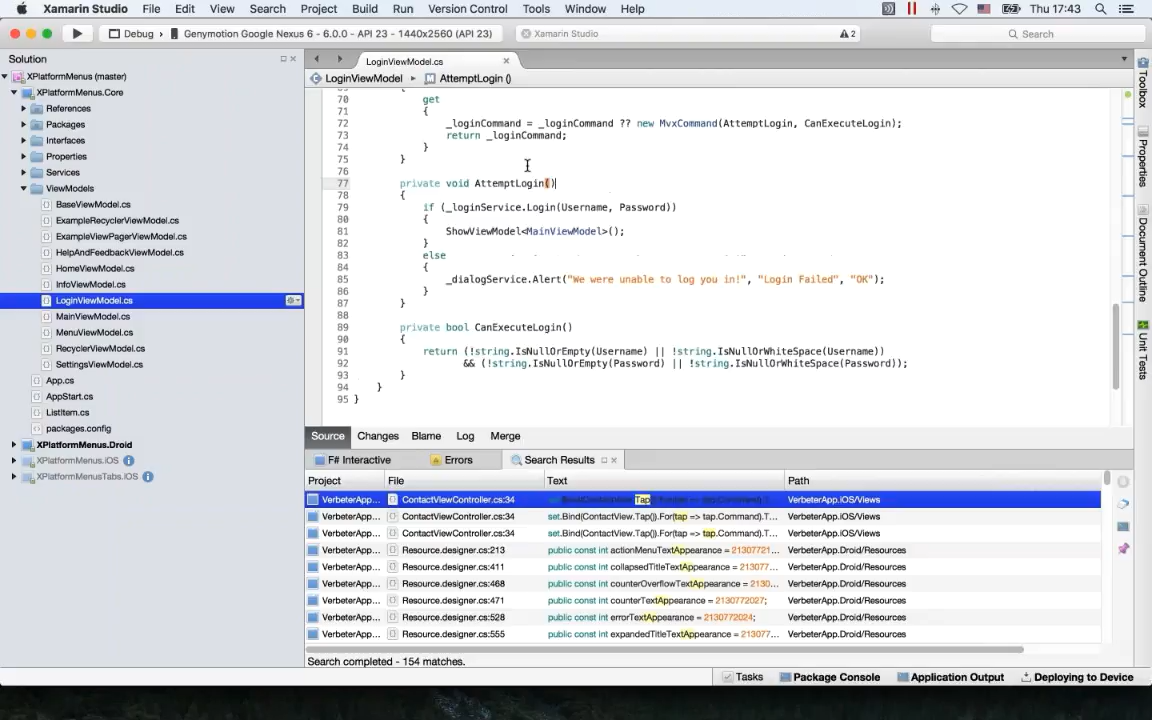 Xamarin Studio File Edit View Search Project Build Run Version Control Tools Window Help Thu 17:43
Debug › Genymotion Google Nexus 6 - 6.0.0 - API 23 - 1440x2560 (API 23) Xamarin Studio 2 Search
Solution
XPlatformMenus (master)
XPlatformMenus.Core
References
Packages
Interfaces
Properties
Services
ViewModels
BaseViewModel.cs
ExampleRecyclerViewModel.cs
ExampleViewPagerViewModel.cs
HelpAndFeedbackViewModel.cs
HomeViewModel.cs
InfoViewModel.cs
LoginViewModel.cs
MainViewModel.cs
MenuViewModel.cs
RecyclerViewModel.cs
SettingsViewModel.cs
App.cs
AppStart.cs
ListItem.cs
packages.config
XPlatformMenus.Droid
XPlatformMenus.iOS
XPlatformMenusTabs.iOS
LoginViewModel.cs
LoginViewModel AttemptLogin ()
70 get
71 {
72 _loginCommand = _loginCommand ?? new MvxCommand(AttemptLogin, CanExecuteLogin);
73 return _loginCommand;
74 }
75 }
76
77 private void AttemptLogin()
78 {
79 if (_loginService.Login(Username, Password))
80 {
81 ShowViewModel<MainViewModel>();
82 }
83 else
84 {
85 _dialogService.Alert("We were unable to log you in!", "Login Failed", "OK");
86 }
87 }
88
89 private bool CanExecuteLogin()
90 {
91 return (!string.IsNullOrEmpty(Username) || !string.IsNullOrWhiteSpace(Username))
92 && (!string.IsNullOrEmpty(Password) || !string.IsNullOrWhiteSpace(Password));
93 }
94 }
95 }
Source Changes Blame Log Merge
F# Interactive Errors Search Results
Project File Text Path
VerbeterApp... ContactViewController.cs:34 set.Bind(ContactView.Tap()).For(tap => tap.Command).T... VerbeterApp.iOS/Views
VerbeterApp... ContactViewController.cs:34 set.Bind(ContactView.Tap()).For(tap => tap.Command).T... VerbeterApp.iOS/Views
VerbeterApp... ContactViewController.cs:34 set.Bind(ContactView.Tap()).For(tap => tap.Command).T... VerbeterApp.iOS/Views
VerbeterApp... Resource.designer.cs:213 public const int actionMenuTextAppearance = 21307721... VerbeterApp.Droid/Resources
VerbeterApp... Resource.designer.cs:411 public const int collapsedTitleTextAppearance = 213077... VerbeterApp.Droid/Resources
VerbeterApp... Resource.designer.cs:468 public const int counterOverflowTextAppearance = 2130... VerbeterApp.Droid/Resources
VerbeterApp... Resource.designer.cs:471 public const int counterTextAppearance = 2130772027; VerbeterApp.Droid/Resources
VerbeterApp... Resource.designer.cs:528 public const int errorTextAppearance = 2130772024; VerbeterApp.Droid/Resources
VerbeterApp... Resource.designer.cs:555 public const int expandedTitleTextAppearance = 213077... VerbeterApp.Droid/Resources
Search completed - 154 matches.
Tasks Package Console Application Output Deploying to Device
Toolbox
Properties
Document Outline
Unit Tests